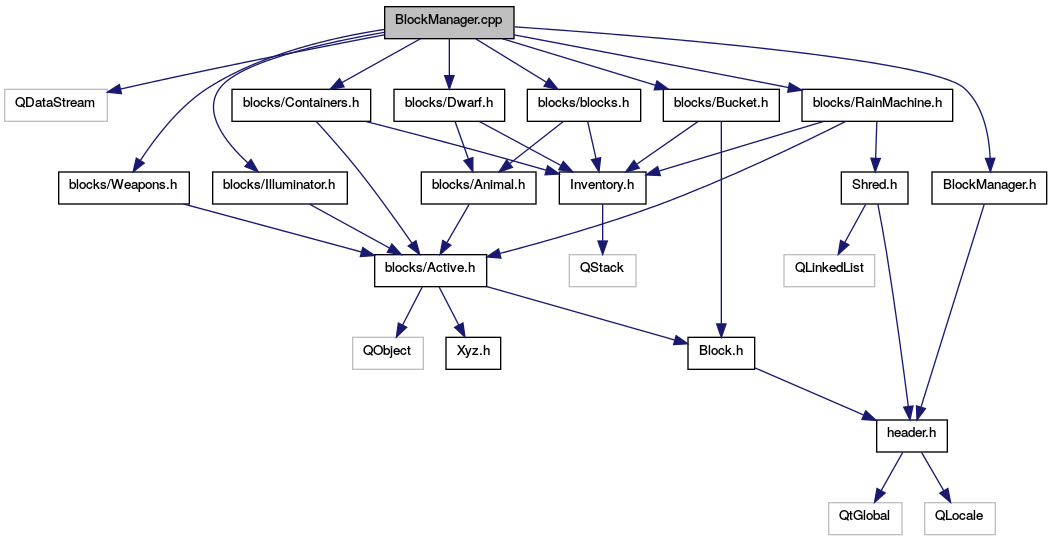 BlockManager.cpp
QDataStream
blocks/Containers.h
blocks/Dwarf.h
blocks/blocks.h
blocks/Bucket.h
blocks/RainMachine.h
blocks/Weapons.h
blocks/Illuminator.h
blocks/Animal.h
Inventory.h
Shred.h
BlockManager.h
blocks/Active.h
QStack
QLinkedList
QObject
Xyz.h
Block.h
header.h
QtGlobal
QLocale